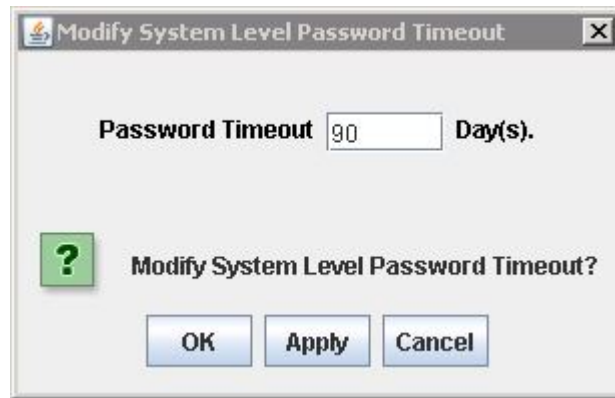 Modify System Level Password Timeout
Password Timeout 90 Day(s).
? Modify System Level Password Timeout?
OK Apply Cancel